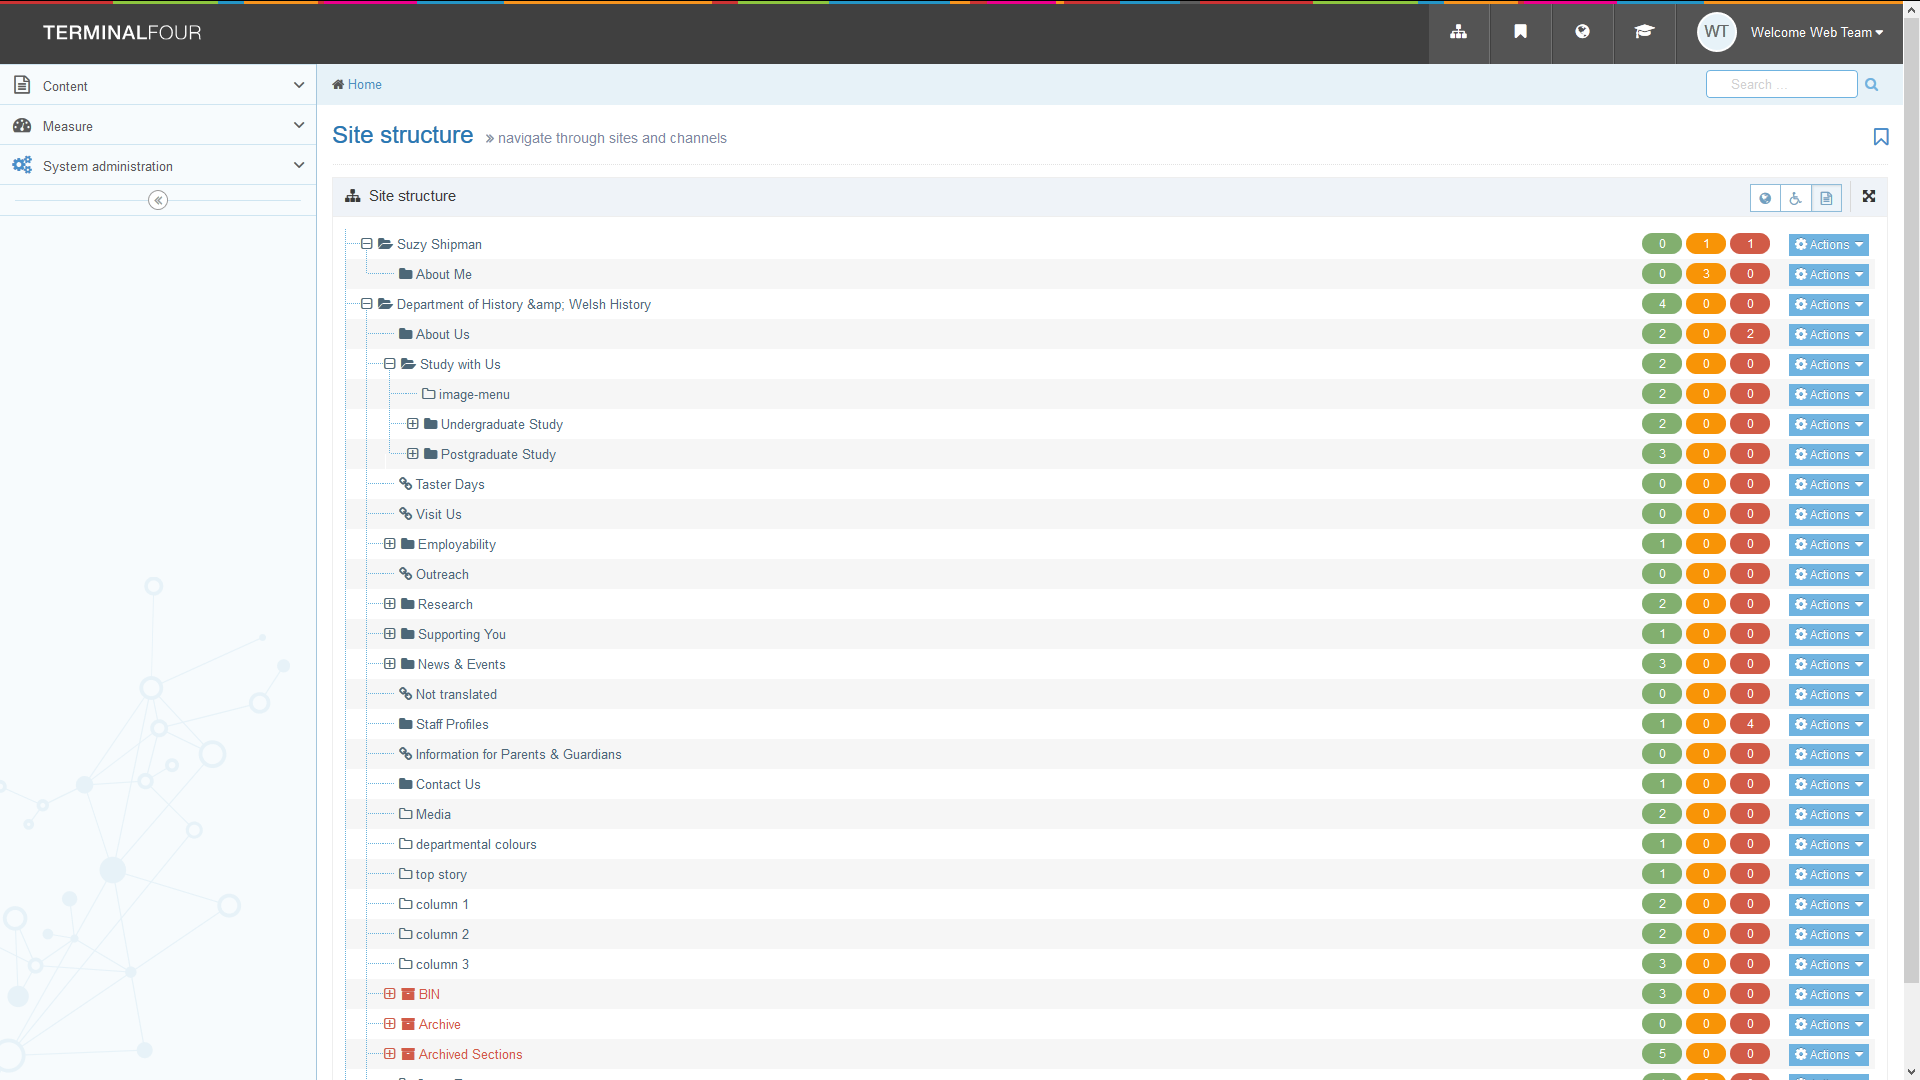 TERMINALFOUR
WT Welcome Web Team
Content
Measure
System administration
Home
Search ...
Site structure » navigate through sites and channels
Site structure
Suzy Shipman 0 1 1 Actions
About Me 0 3 0 Actions
Department of History &amp; Welsh History 4 0 0 Actions
About Us 2 0 2 Actions
Study with Us 2 0 0 Actions
image-menu 2 0 0 Actions
Undergraduate Study 2 0 0 Actions
Postgraduate Study 3 0 0 Actions
Taster Days 0 0 0 Actions
Visit Us 0 0 0 Actions
Employability 1 0 0 Actions
Outreach 0 0 0 Actions
Research 2 0 0 Actions
Supporting You 1 0 0 Actions
News & Events 3 0 0 Actions
Not translated 0 0 0 Actions
Staff Profiles 1 0 4 Actions
Information for Parents & Guardians 0 0 0 Actions
Contact Us 1 0 0 Actions
Media 2 0 0 Actions
departmental colours 1 0 0 Actions
top story 1 0 0 Actions
column 1 2 0 0 Actions
column 2 2 0 0 Actions
column 3 3 0 0 Actions
BIN 3 0 0 Actions
Archive 0 0 0 Actions
Archived Sections 5 0 0 Actions